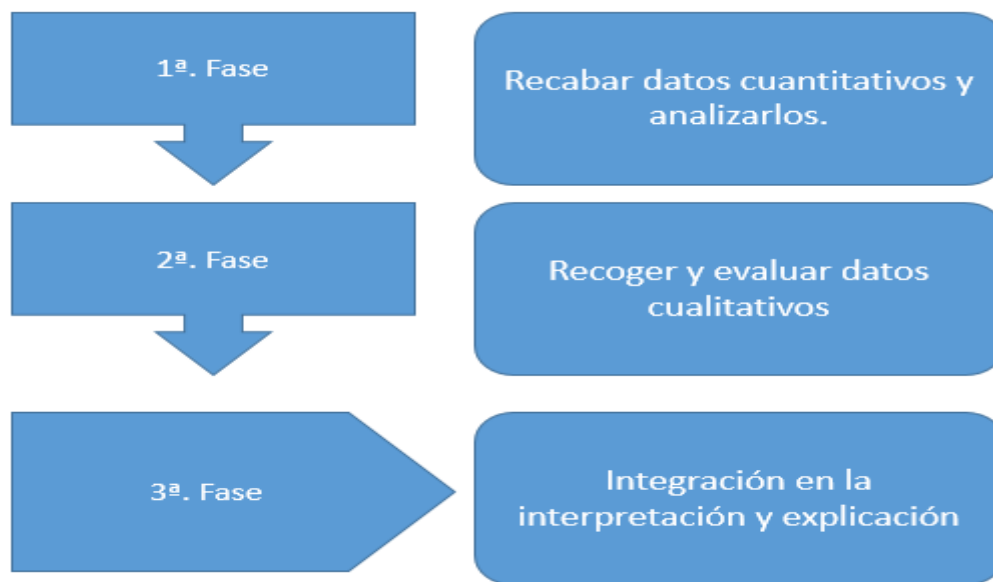 1ª. Fase
Recabar datos cuantitativos y
analizarlos.
2ª. Fase
Recoger y evaluar datos
cualitativos
3ª. Fase
Integración en la
interpretación y explicación